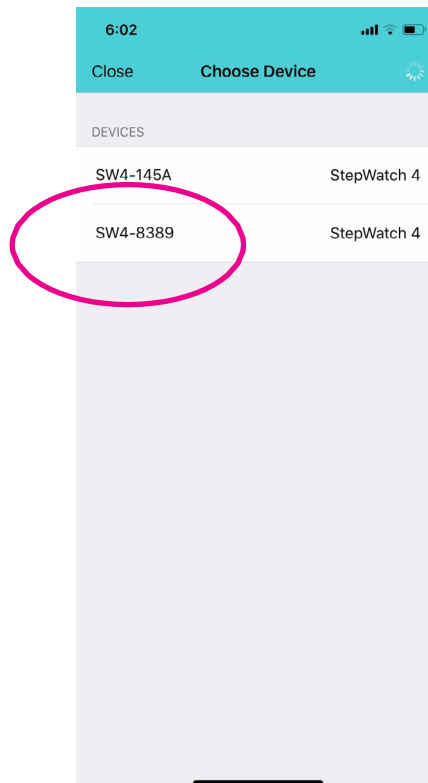 6:02
Close Choose Device
DEVICES
SW4-145A StepWatch 4
SW4-8389 StepWatch 4